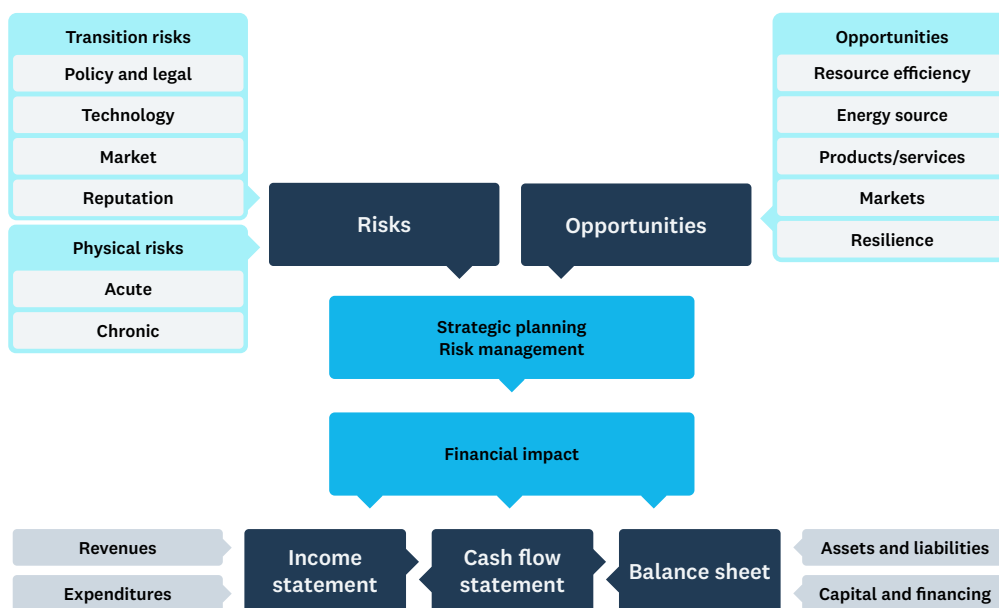 Transition risks
Policy and legal
Technology
Market
Reputation
Physical risks
Acute
Chronic
Risks
Opportunities
Opportunities
Resource efficiency
Energy source
Products/services
Markets
Resilience
Strategic planning
Risk management
Financial impact
Revenues
Expenditures
Income
statement
Cash flow
statement
Balance sheet
Assets and liabilities
Capital and financing